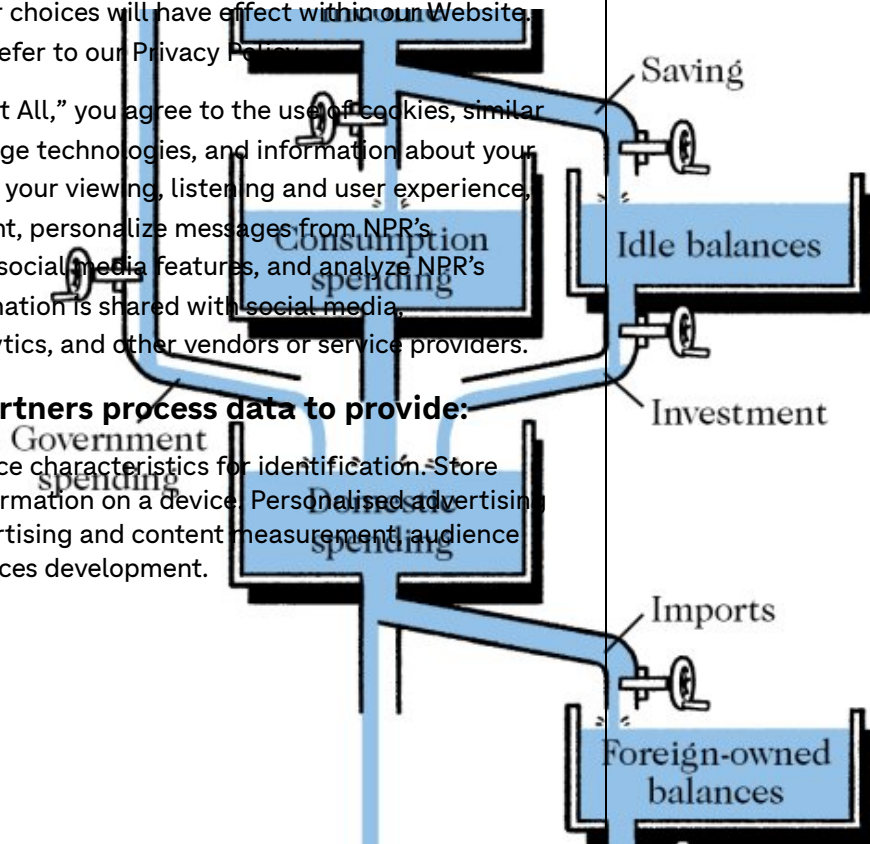 r choices will have effect within our Website.
income
efer to our Privacy Policy.
Saving
t All,” you agree to the use of cookies, similar
ge technologies, and information about your
your viewing, listening and user experience,
nt, personalize messages from NPR’s
social media features, and analyze NPR’s
mation is shared with social media,
ytics, and other vendors or service providers.
Consumption
spending
Idle balances
rtners process data to provide:
Investment
Government
spending
ce characteristics for identification. Store
ormation on a device. Personalised advertising
rtising and content measurement, audience
ces development.
Domestic
spending
Imports
Foreign-owned
balances